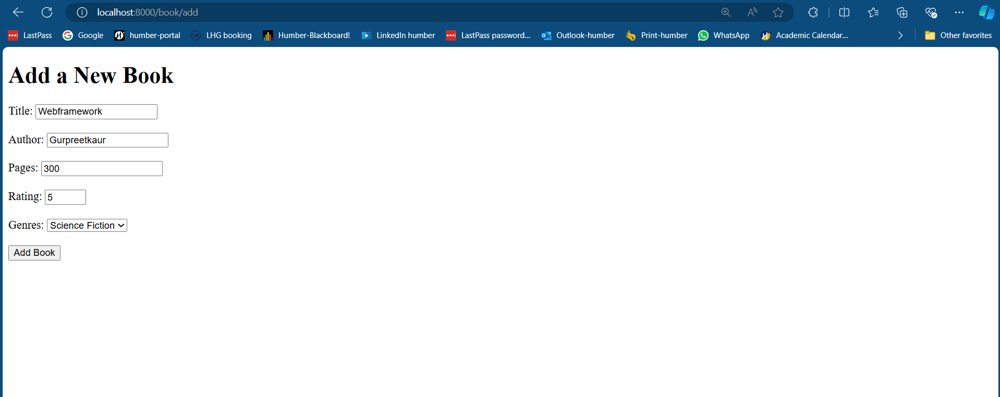 localhost:8000/book/add
LastPass Google humber-portal LHG booking Humber-Blackboard! LinkedIn humber LastPass password... Outlook-humber Print-humber WhatsApp Academic Calendar... Other favorites
Add a New Book
Title: Webframework
Author: Gurpreetkaur
Pages: 300
Rating: 5
Genres: Science Fiction
Add Book